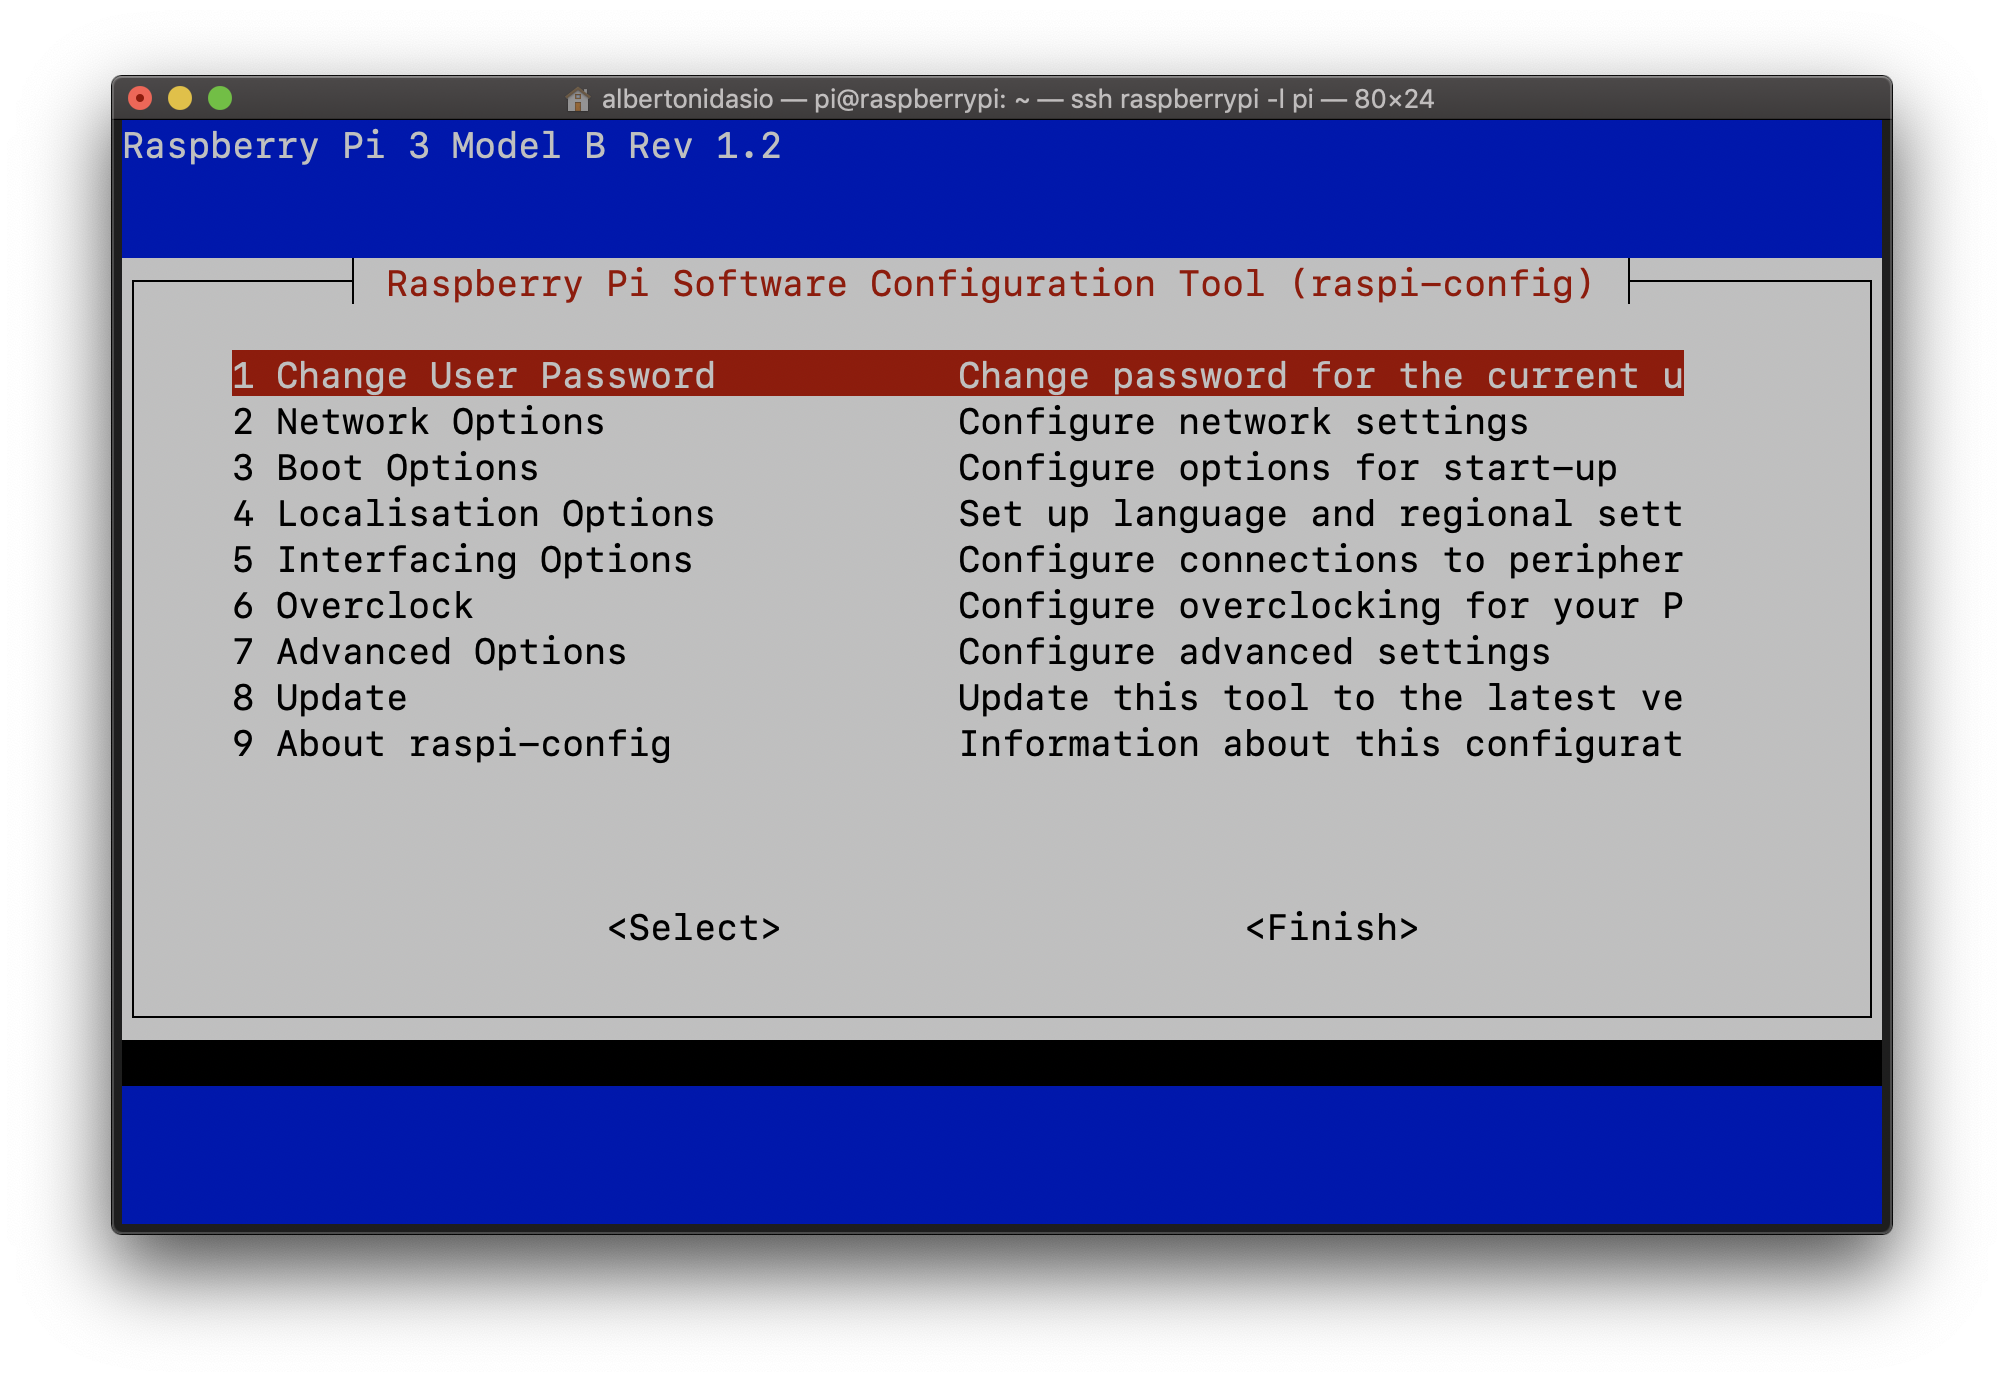 albertonidasio — pi@raspberrypi: ~ — ssh raspberrypi -l pi — 80×24
Raspberry Pi 3 Model B Rev 1.2
Raspberry Pi Software Configuration Tool (raspi-config)
1 Change User Password Change password for the current u
2 Network Options Configure network settings
3 Boot Options Configure options for start-up
4 Localisation Options Set up language and regional sett
5 Interfacing Options Configure connections to peripher
6 Overclock Configure overclocking for your P
7 Advanced Options Configure advanced settings
8 Update Update this tool to the latest ve
9 About raspi-config Information about this configurat
<Select> <Finish>